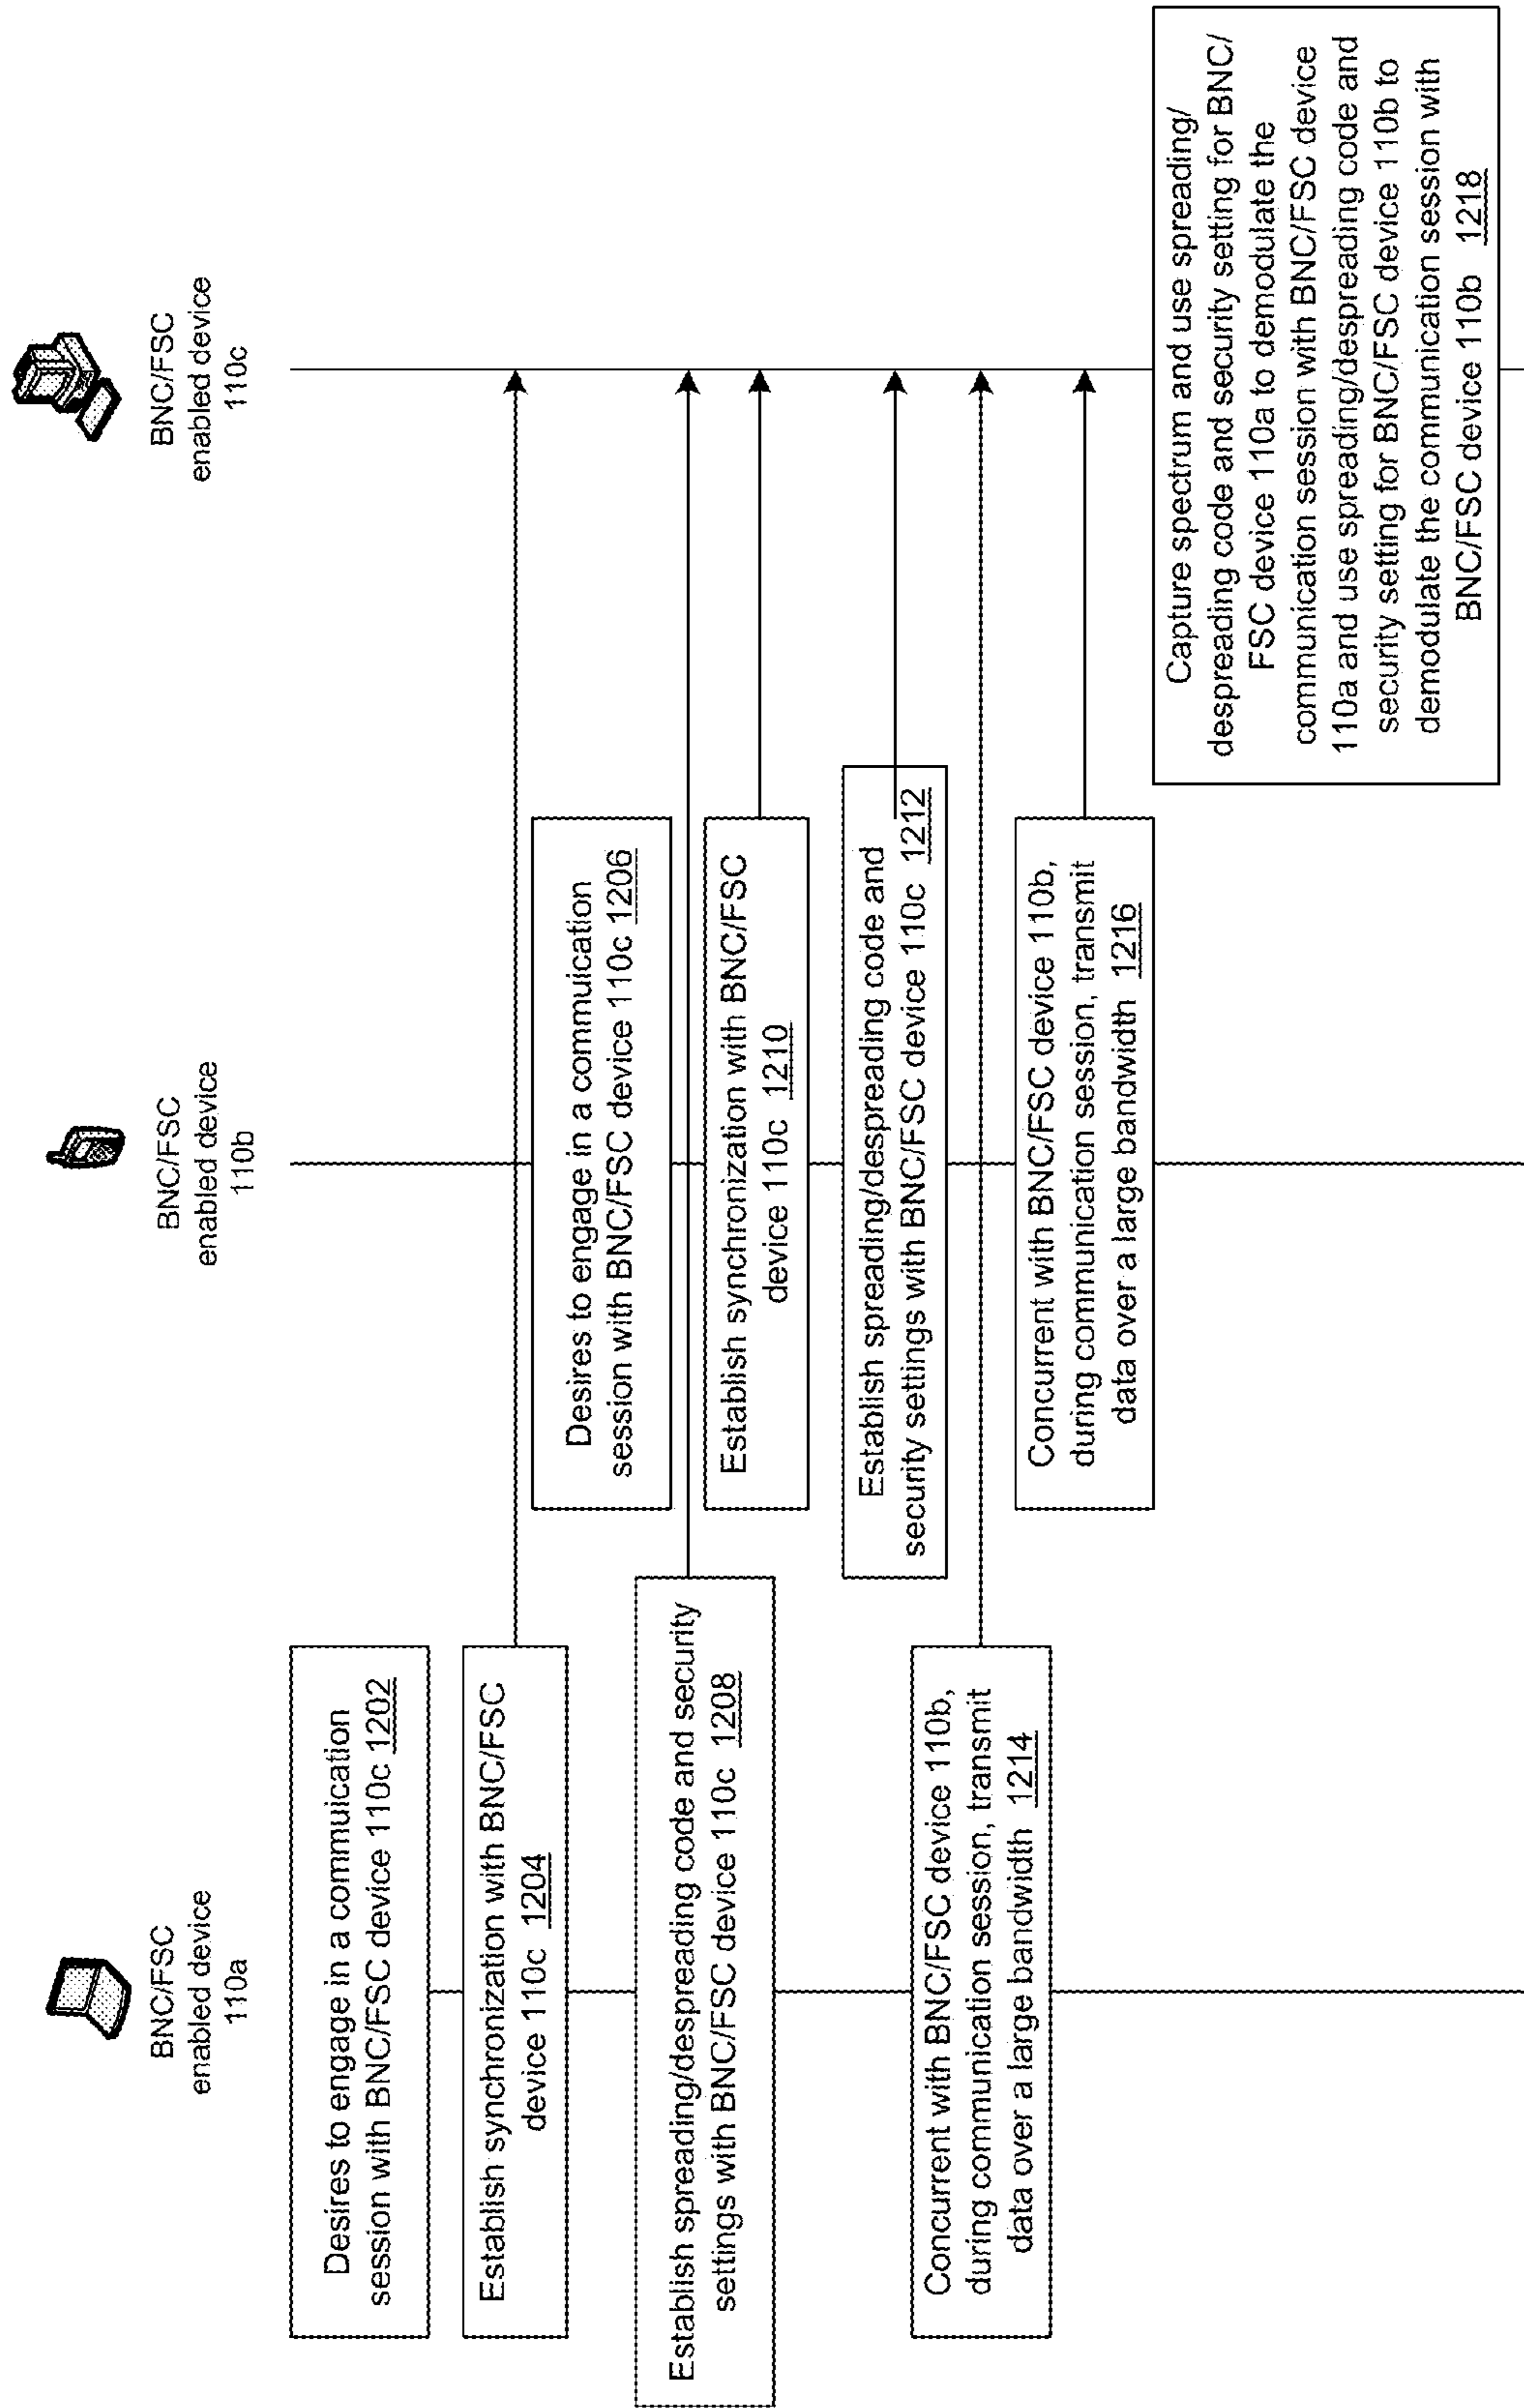 BNC/FSC
enabled device
110a
BNC/FSC
enabled device
110b
BNC/FSC
enabled device
110c
Desires to engage in a commuication
session with BNC/FSC device 110c 1202
Establish synchronization with BNC/FSC
device 110c 1204
Desires to engage in a commuication
session with BNC/FSC device 110c 1206
Establish spreading/despreading code and security
settings with BNC/FSC device 110c 1208
Establish synchronization with BNC/FSC
device 110c 1210
Establish spreading/despreading code and
security settings with BNC/FSC device 110c 1212
Concurrent with BNC/FSC device 110b,
during communication session, transmit
data over a large bandwidth 1214
Concurrent with BNC/FSC device 110b,
during communication session, transmit
data over a large bandwidth 1216
Capture spectrum and use spreading/
despreading code and security setting for BNC/
FSC device 110a to demodulate the
communication session with BNC/FSC device
110a and use spreading/despreading code and
security setting for BNC/FSC device 110b to
demodulate the communication session with
BNC/FSC device 110b 1218